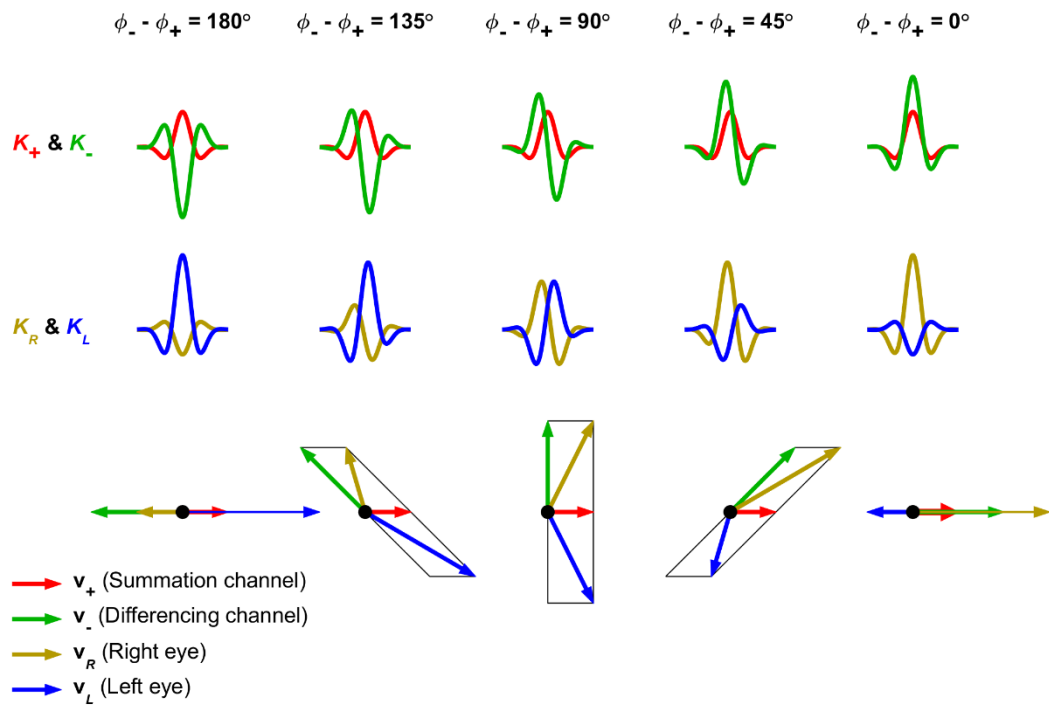 ϕ₋ - ϕ₊ = 180° ϕ₋ - ϕ₊ = 135° ϕ₋ - ϕ₊ = 90° ϕ₋ - ϕ₊ = 45° ϕ₋ - ϕ₊ = 0°
K₊ & K₋
K_R & K_L
v₊ (Summation channel)
v₋ (Differencing channel)
v_R (Right eye)
v_L (Left eye)